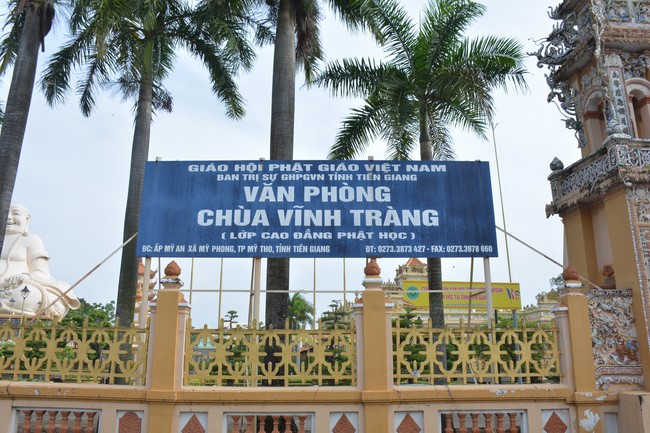 GIÁO HỘI PHẬT GIÁO VIỆT NAM
BAN TRỊ SỰ GHPGVN TỈNH TIỀN GIANG
VĂN PHÒNG
CHÙA VĨNH TRÀNG
( LỚP CAO ĐẲNG PHẬT HỌC )
ĐC: ẤP MỸ AN XÃ MỸ PHONG, TP MỸ THO, TỈNH TIỀN GIANG ĐT: 0273.3873 427 - FAX: 0273.3978 860